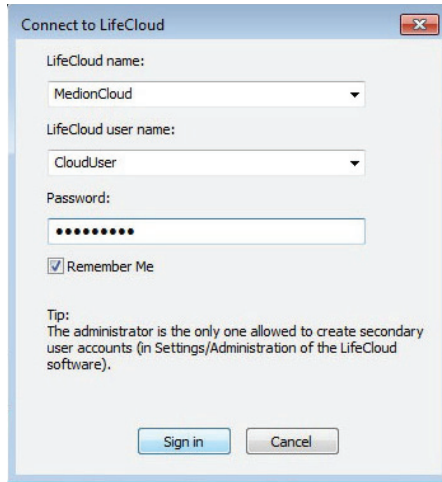 Connect to LifeCloud
LifeCloud name:
MedionCloud
LifeCloud user name:
CloudUser
Password:
•••••••••
Remember Me
Tip:
The administrator is the only one allowed to create secondary
user accounts (in Settings/Administration of the LifeCloud
software).
Sign in Cancel